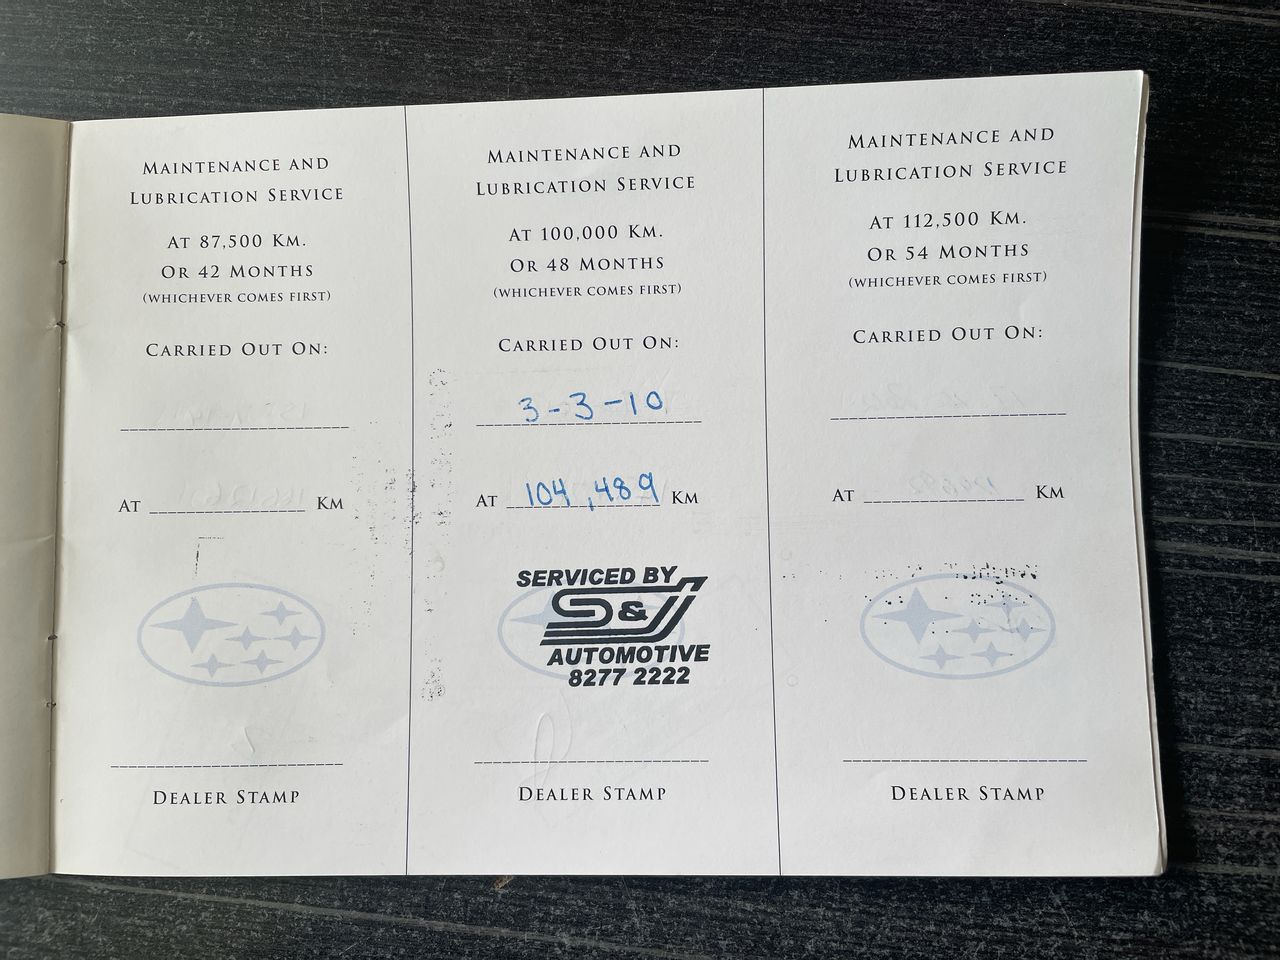 MAINTENANCE AND
LUBRICATION SERVICE
AT 87,500 KM.
OR 42 MONTHS
(WHICHEVER COMES FIRST)
CARRIED OUT ON:
AT KM
DEALER STAMP
MAINTENANCE AND
LUBRICATION SERVICE
AT 100,000 KM.
OR 48 MONTHS
(WHICHEVER COMES FIRST)
CARRIED OUT ON:
3-3-10
AT 104,489 KM
SERVICED BY
S&J
AUTOMOTIVE
8277 2222
DEALER STAMP
MAINTENANCE AND
LUBRICATION SERVICE
AT 112,500 KM.
OR 54 MONTHS
(WHICHEVER COMES FIRST)
CARRIED OUT ON:
AT KM
DEALER STAMP